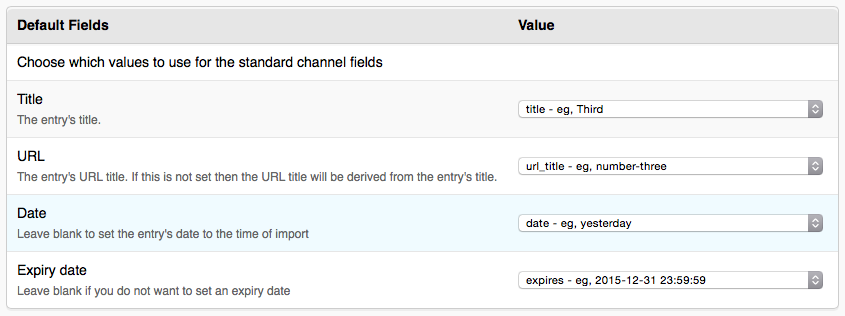 Default Fields Value
Choose which values to use for the standard channel fields
Title
The entry's title.
title - eg, Third
URL
The entry's URL title. If this is not set then the URL title will be derived from the entry's title.
url_title - eg, number-three
Date
Leave blank to set the entry's date to the time of import
date - eg, yesterday
Expiry date
Leave blank if you do not want to set an expiry date
expires - eg, 2015-12-31 23:59:59